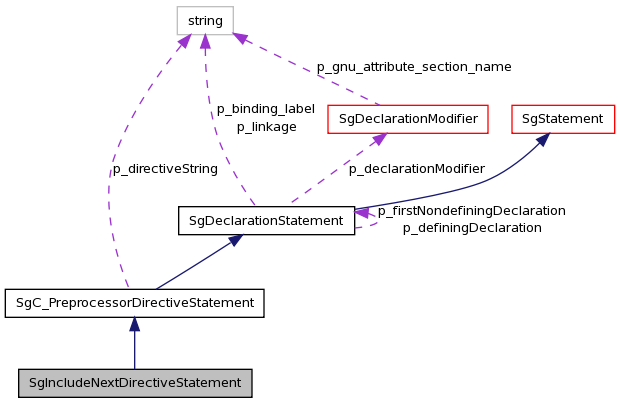 string
p_gnu_attribute_section_name
p_binding_label
p_linkage
SgDeclarationModifier
SgStatement
p_directiveString
p_declarationModifier
SgDeclarationStatement
p_firstNondefiningDeclaration
p_definingDeclaration
SgC_PreprocessorDirectiveStatement
SgIncludeNextDirectiveStatement